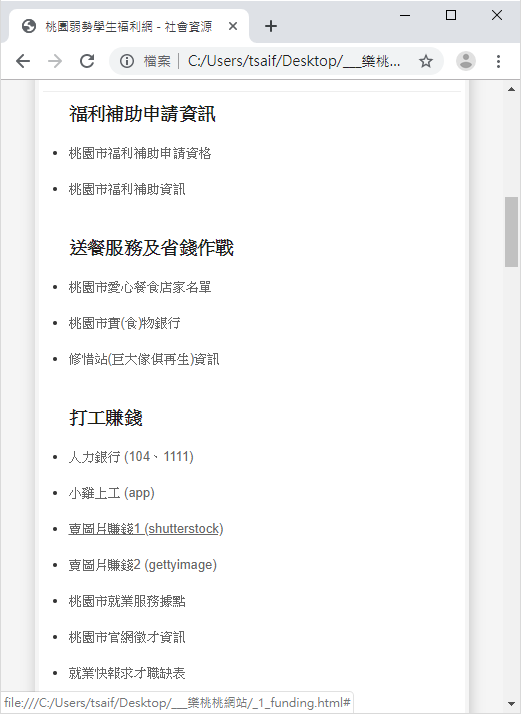 桃園弱勢學生福利網 - 社會資源
檔案 | C:/Users/tsaif/Desktop/___樂桃...
福利補助申請資訊
桃園市福利補助申請資格
桃園市福利補助資訊
送餐服務及省錢作戰
桃園市愛心餐食店家名單
桃園市實(食)物銀行
修惜站(巨大傢俱再生)資訊
打工賺錢
人力銀行 (104、1111)
小雞上工 (app)
賣圖片賺錢1 (shutterstock)
賣圖片賺錢2 (gettyimage)
桃園市就業服務據點
桃園市官網徵才資訊
就業快報求才職缺表
file:///C:/Users/tsaif/Desktop/___樂桃桃網站/_1_funding.html#